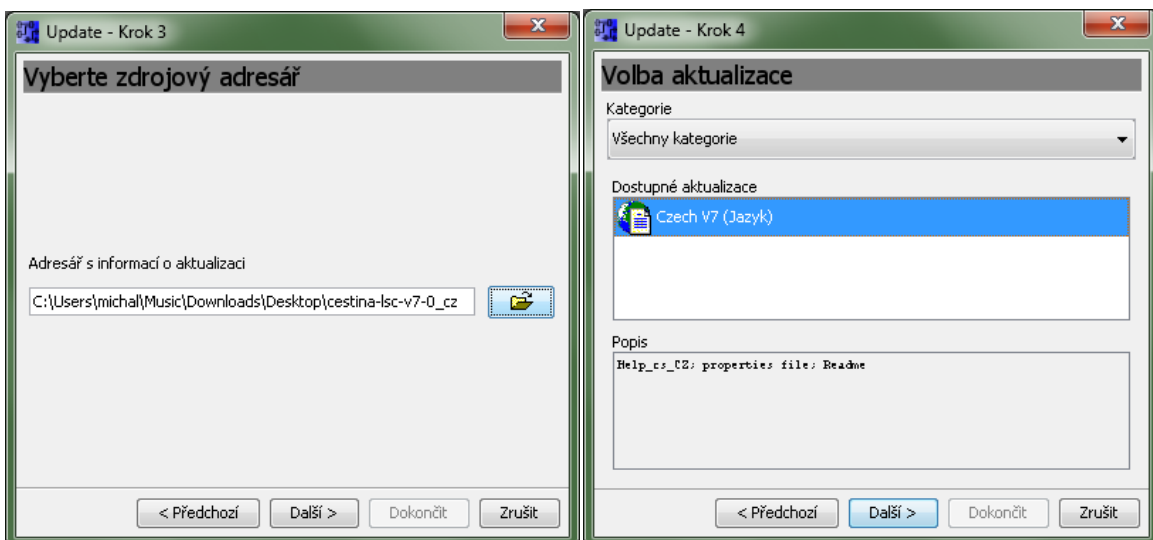 Update - Krok 3
Vyberte zdrojový adresář
Adresář s informací o aktualizaci
C:\Users\michal\Music\Downloads\Desktop\cestina-lsc-v7-0_cz
< Předchozí
Další >
Dokončit
Zrušit
Update - Krok 4
Volba aktualizace
Kategorie
Všechny kategorie
Dostupné aktualizace
Czech V7 (Jazyk)
Popis
Help_cs_CZ; properties file; Readme
< Předchozí
Další >
Dokončit
Zrušit